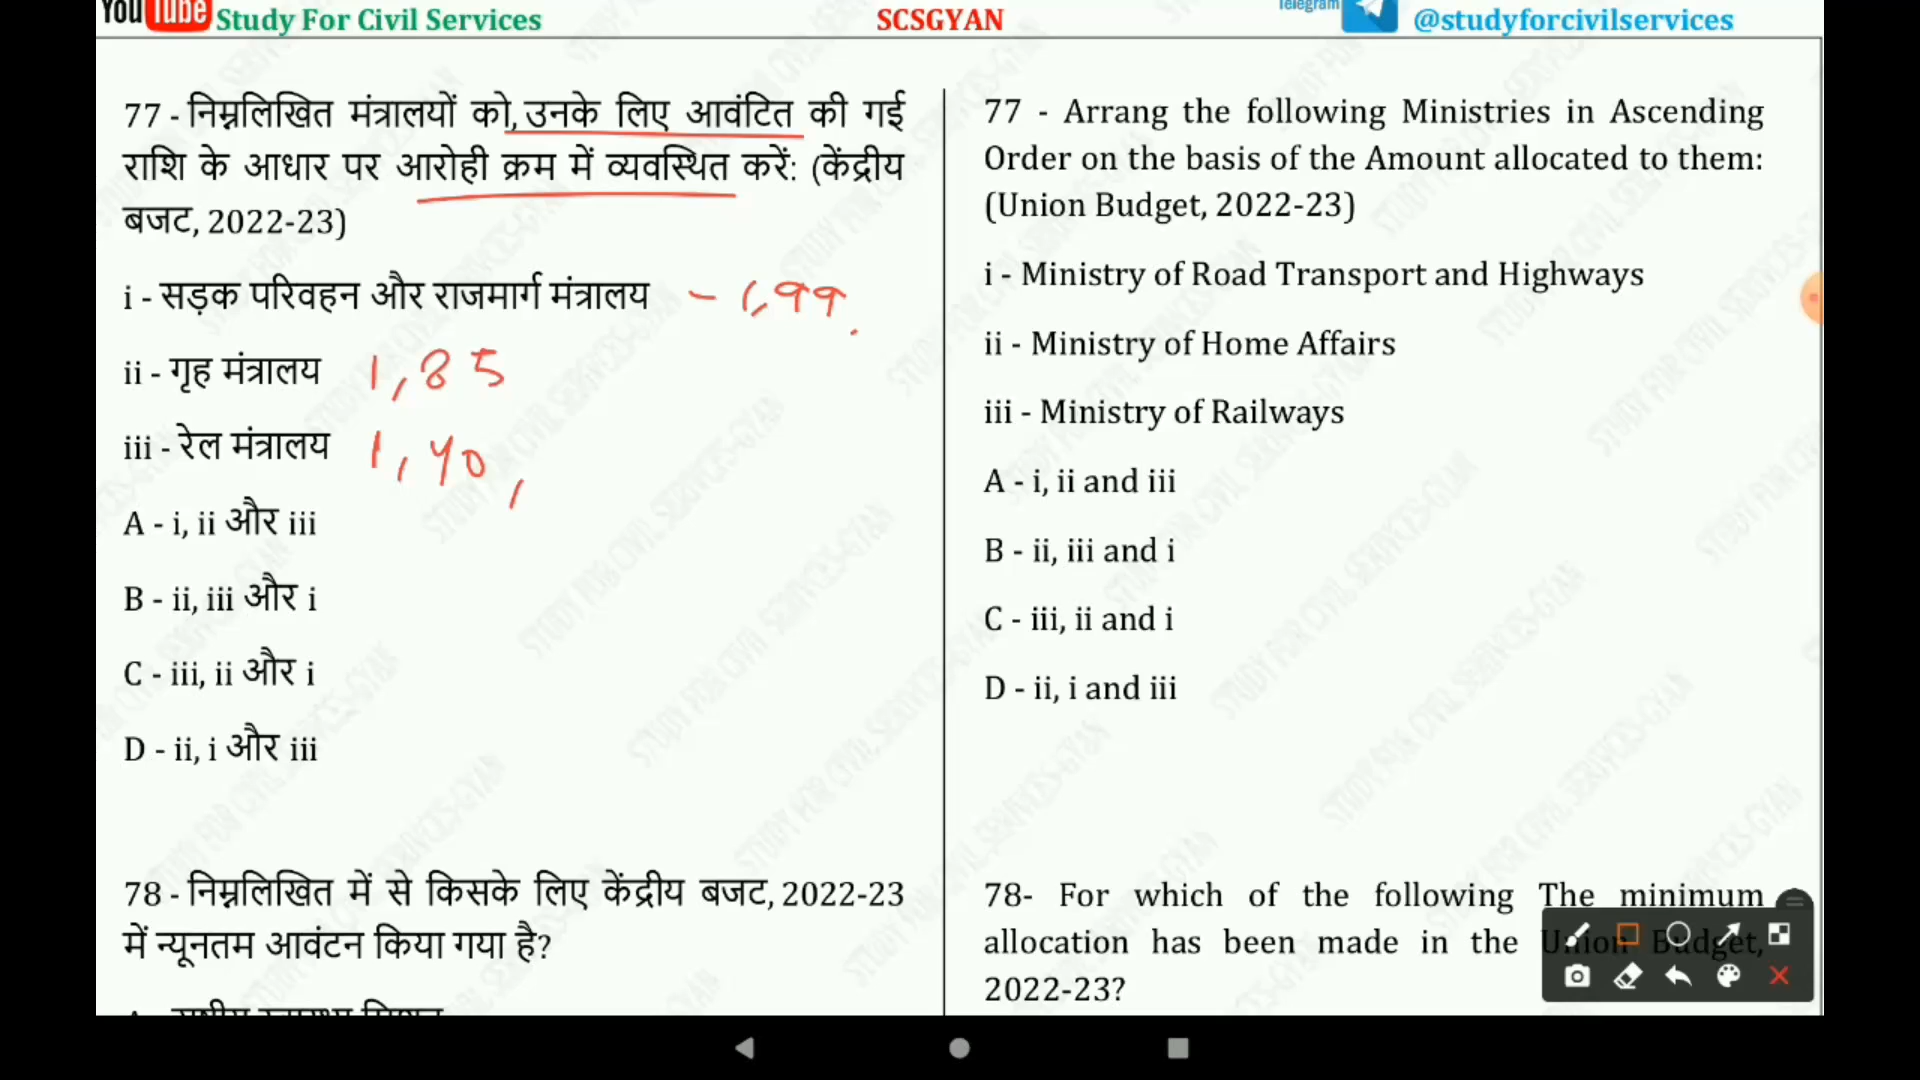 YouTube Study For Civil Services SCSGYAN Telegram @studyforcivilservices
77 - निम्नलिखित मंत्रालयों को, उनके लिए आवंटित की गई
राशि के आधार पर आरोही क्रम में व्यवस्थित करें: (केंद्रीय
बजट, 2022-23)
i - सड़क परिवहन और राजमार्ग मंत्रालय - 1,99,
ii - गृह मंत्रालय 1,85
iii - रेल मंत्रालय 1,40,
A - i, ii और iii
B - ii, iii और i
C - iii, ii और i
D - ii, i और iii
78 - निम्नलिखित में से किसके लिए केंद्रीय बजट, 2022-23
में न्यूनतम आवंटन किया गया है?
77 - Arrang the following Ministries in Ascending
Order on the basis of the Amount allocated to them:
(Union Budget, 2022-23)
i - Ministry of Road Transport and Highways
ii - Ministry of Home Affairs
iii - Ministry of Railways
A - i, ii and iii
B - ii, iii and i
C - iii, ii and i
D - ii, i and iii
78- For which of the following The minimum
allocation has been made in the Union Budget,
2022-23?